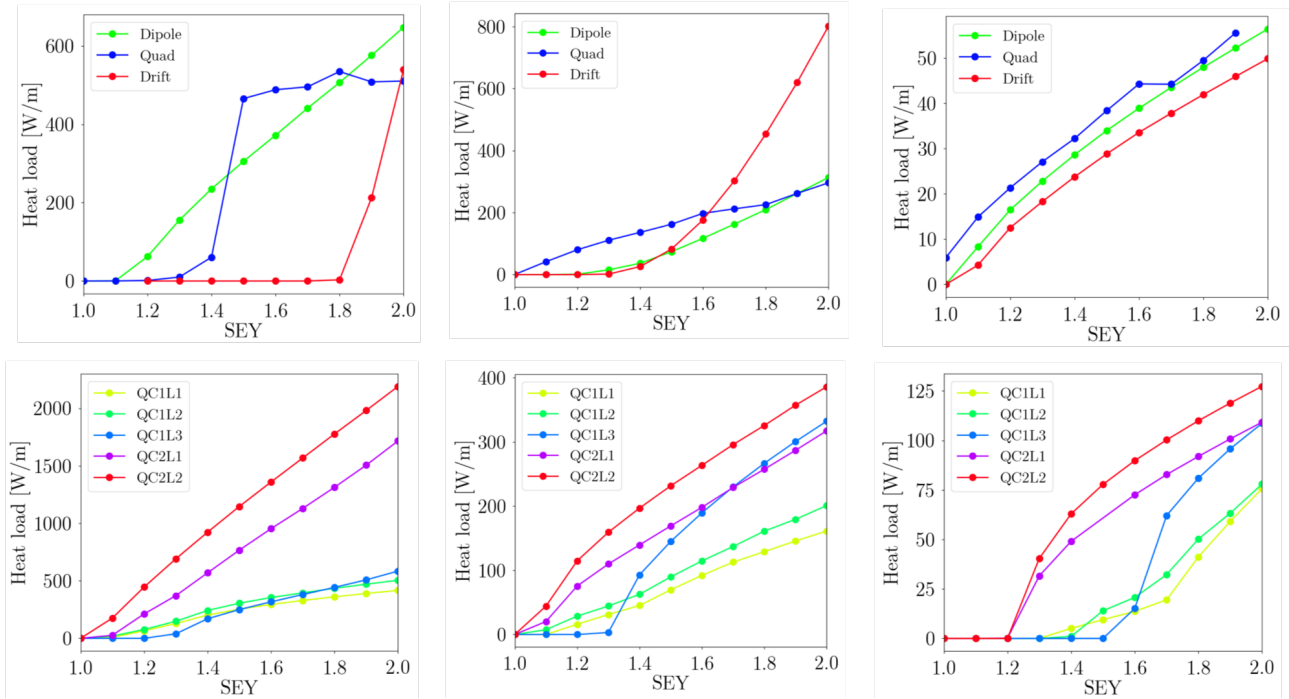 Dipole
Quad
Drift
Heat load [W/m]
600
400
200
0
1.0 1.2 1.4 1.6 1.8 2.0
SEY
Dipole
Quad
Drift
Heat load [W/m]
800
600
400
200
0
1.0 1.2 1.4 1.6 1.8 2.0
SEY
Dipole
Quad
Drift
Heat load [W/m]
50
40
30
20
10
0
1.0 1.2 1.4 1.6 1.8 2.0
SEY
QC1L1
QC1L2
QC1L3
QC2L1
QC2L2
Heat load [W/m]
2000
1500
1000
500
0
1.0 1.2 1.4 1.6 1.8 2.0
SEY
QC1L1
QC1L2
QC1L3
QC2L1
QC2L2
Heat load [W/m]
400
300
200
100
0
1.0 1.2 1.4 1.6 1.8 2.0
SEY
QC1L1
QC1L2
QC1L3
QC2L1
QC2L2
Heat load [W/m]
125
100
75
50
25
0
1.0 1.2 1.4 1.6 1.8 2.0
SEY